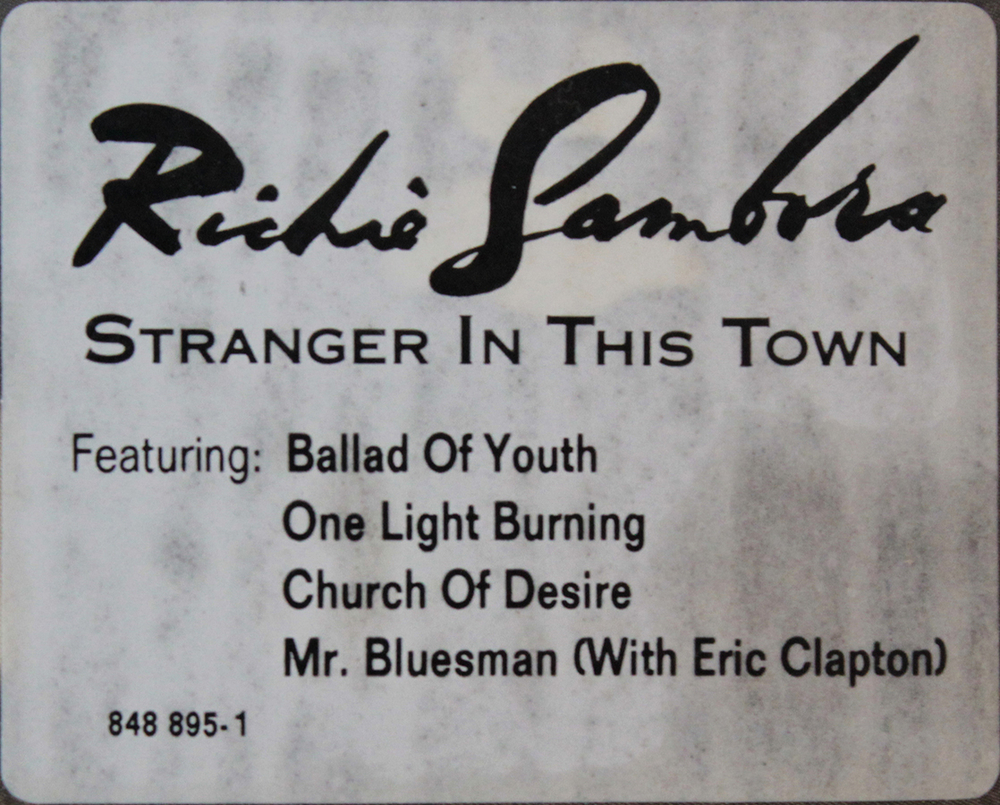 Richie Sambora
STRANGER IN THIS TOWN
Featuring: Ballad Of Youth
One Light Burning
Church Of Desire
Mr. Bluesman (With Eric Clapton)
848 895-1